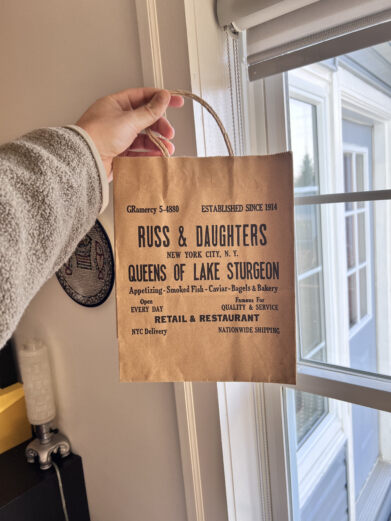 GRamercy 5-4880 ESTABLISHED SINCE 1914
RUSS & DAUGHTERS
NEW YORK CITY, N. Y.
QUEENS OF LAKE STURGEON
Appetizing - Smoked Fish - Caviar - Bagels & Bakery
Open Famous For
EVERY DAY QUALITY & SERVICE
RETAIL & RESTAURANT
NYC Delivery NATIONWIDE SHIPPING